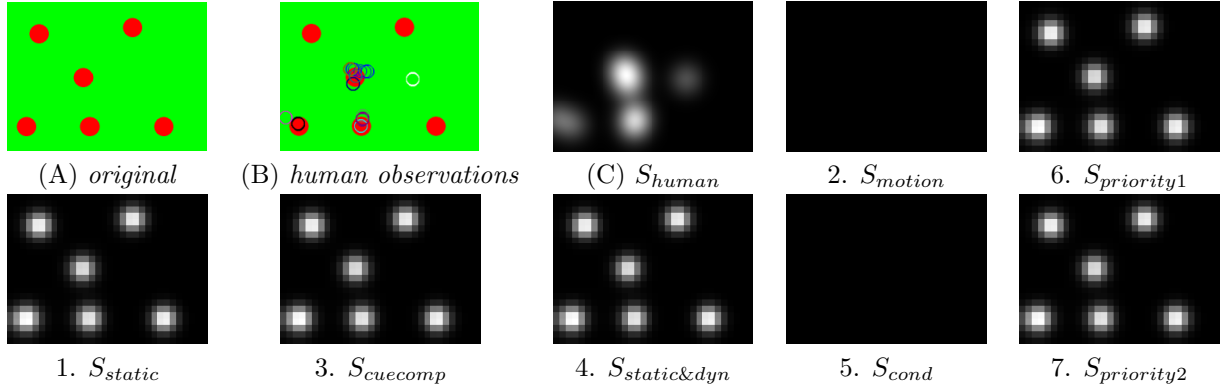 (A) original (B) human observations (C) S_human 2. S_motion 6. S_priority1
1. S_static 3. S_cuecomp 4. S_static&dyn 5. S_cond 7. S_priority2